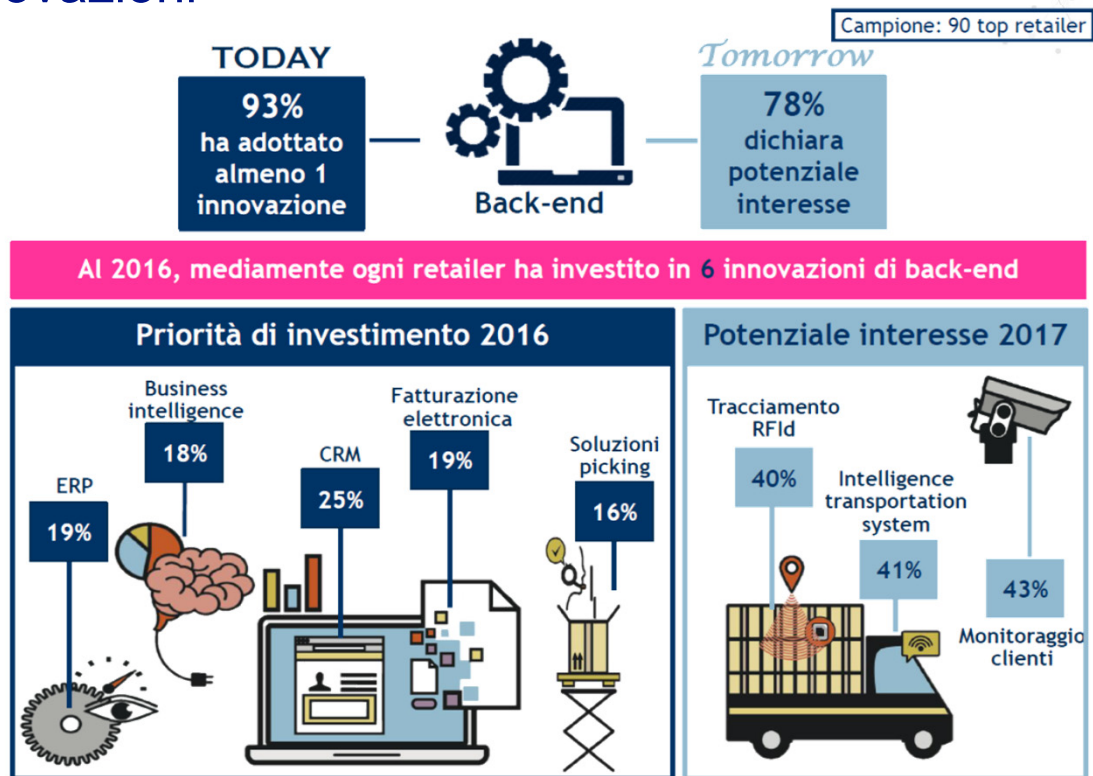 Campione: 90 top retailer
TODAY
93%
ha adottato
almeno 1
innovazione
Back-end
Tomorrow
78%
dichiara
potenziale
interesse
Al 2016, mediamente ogni retailer ha investito in 6 innovazioni di back-end
Priorità di investimento 2016
ERP
19%
Business
intelligence
18%
CRM
25%
Fatturazione
elettronica
19%
Soluzioni
picking
16%
Potenziale interesse 2017
Tracciamento
RFId
40%
Intelligence
transportation
system
41%
43%
Monitoraggio
clienti